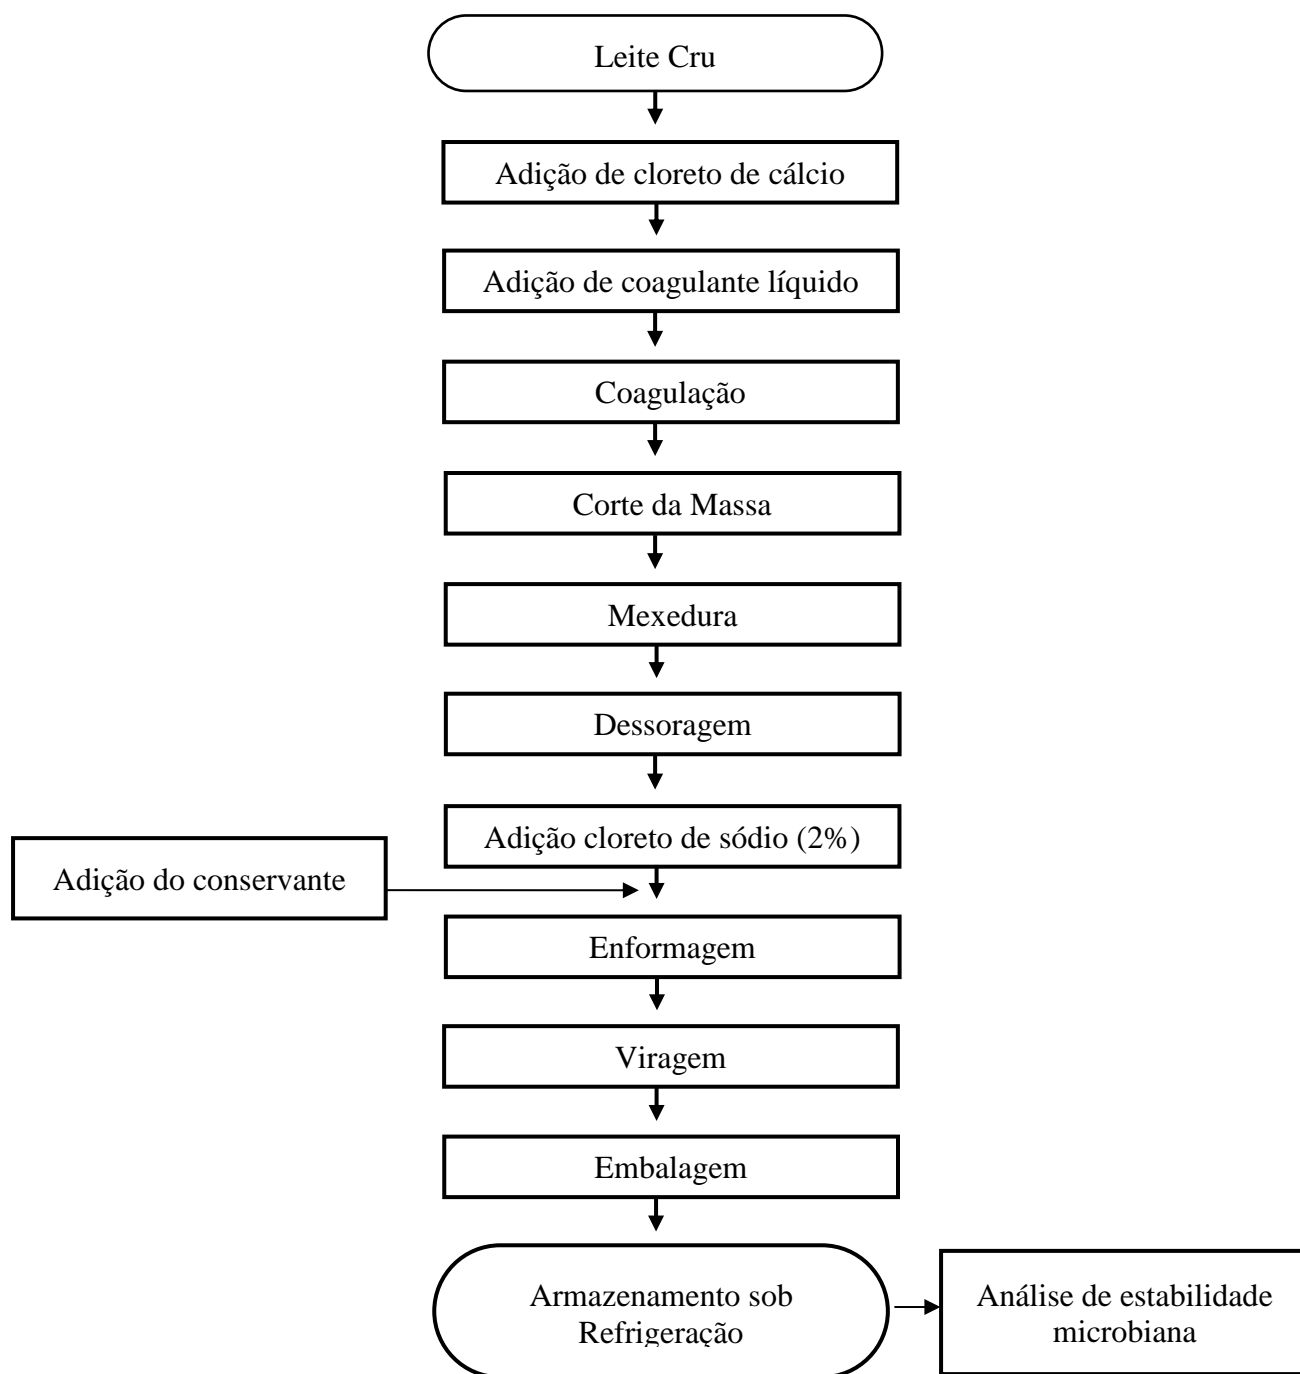 Leite Cru
Adição de cloreto de cálcio
Adição de coagulante líquido
Coagulação
Corte da Massa
Mexedura
Dessoragem
Adição cloreto de sódio (2%)
Adição do conservante
Enformagem
Viragem
Embalagem
Armazenamento sob
Refrigeração
Análise de estabilidade
microbiana